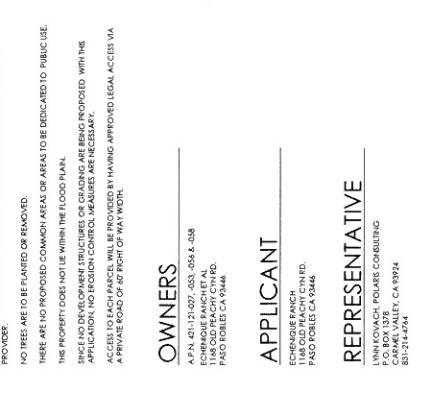 PROVIDER.
NO TREES ARE TO BE PLANTED OR REMOVED.
THERE ARE NO PROPOSED COMMON AREAS OR AREAS TO BE DEDICATED TO PUBLIC USE.
THIS PROPERTY DOES NOT LIE WITHIN THE FLOOD PLAIN.
SINCE NO DEVELOPMENT STRUCTURES OR GRADING ARE BEING PROPOSED WITH THIS
APPLICATION, NO EROSION CONTROL MEASURES ARE NECESSARY.
ACCESS TO EACH PARCEL WILL BE PROVIDED BY HAVING APPROVED LEGAL ACCESS VIA
A PRIVATE ROAD OF 60' RIGHT OF WAY WIDTH.
OWNERS
A.P.N. 421-121-027, -053, -056 & -058
ECHENIQUE RANCH ET AL
1168 OLD PEACHY CYN RD.
PASO ROBLES CA 93446
APPLICANT
ECHENIQUE RANCH
1168 OLD PEACHY CYN RD.
PASO ROBLES CA 93446
REPRESENTATIVE
LYNN KOVACH, POLARIS CONSULTING
P.O. BOX 1378
CARMEL VALLEY, CA 93924
831-214-4764